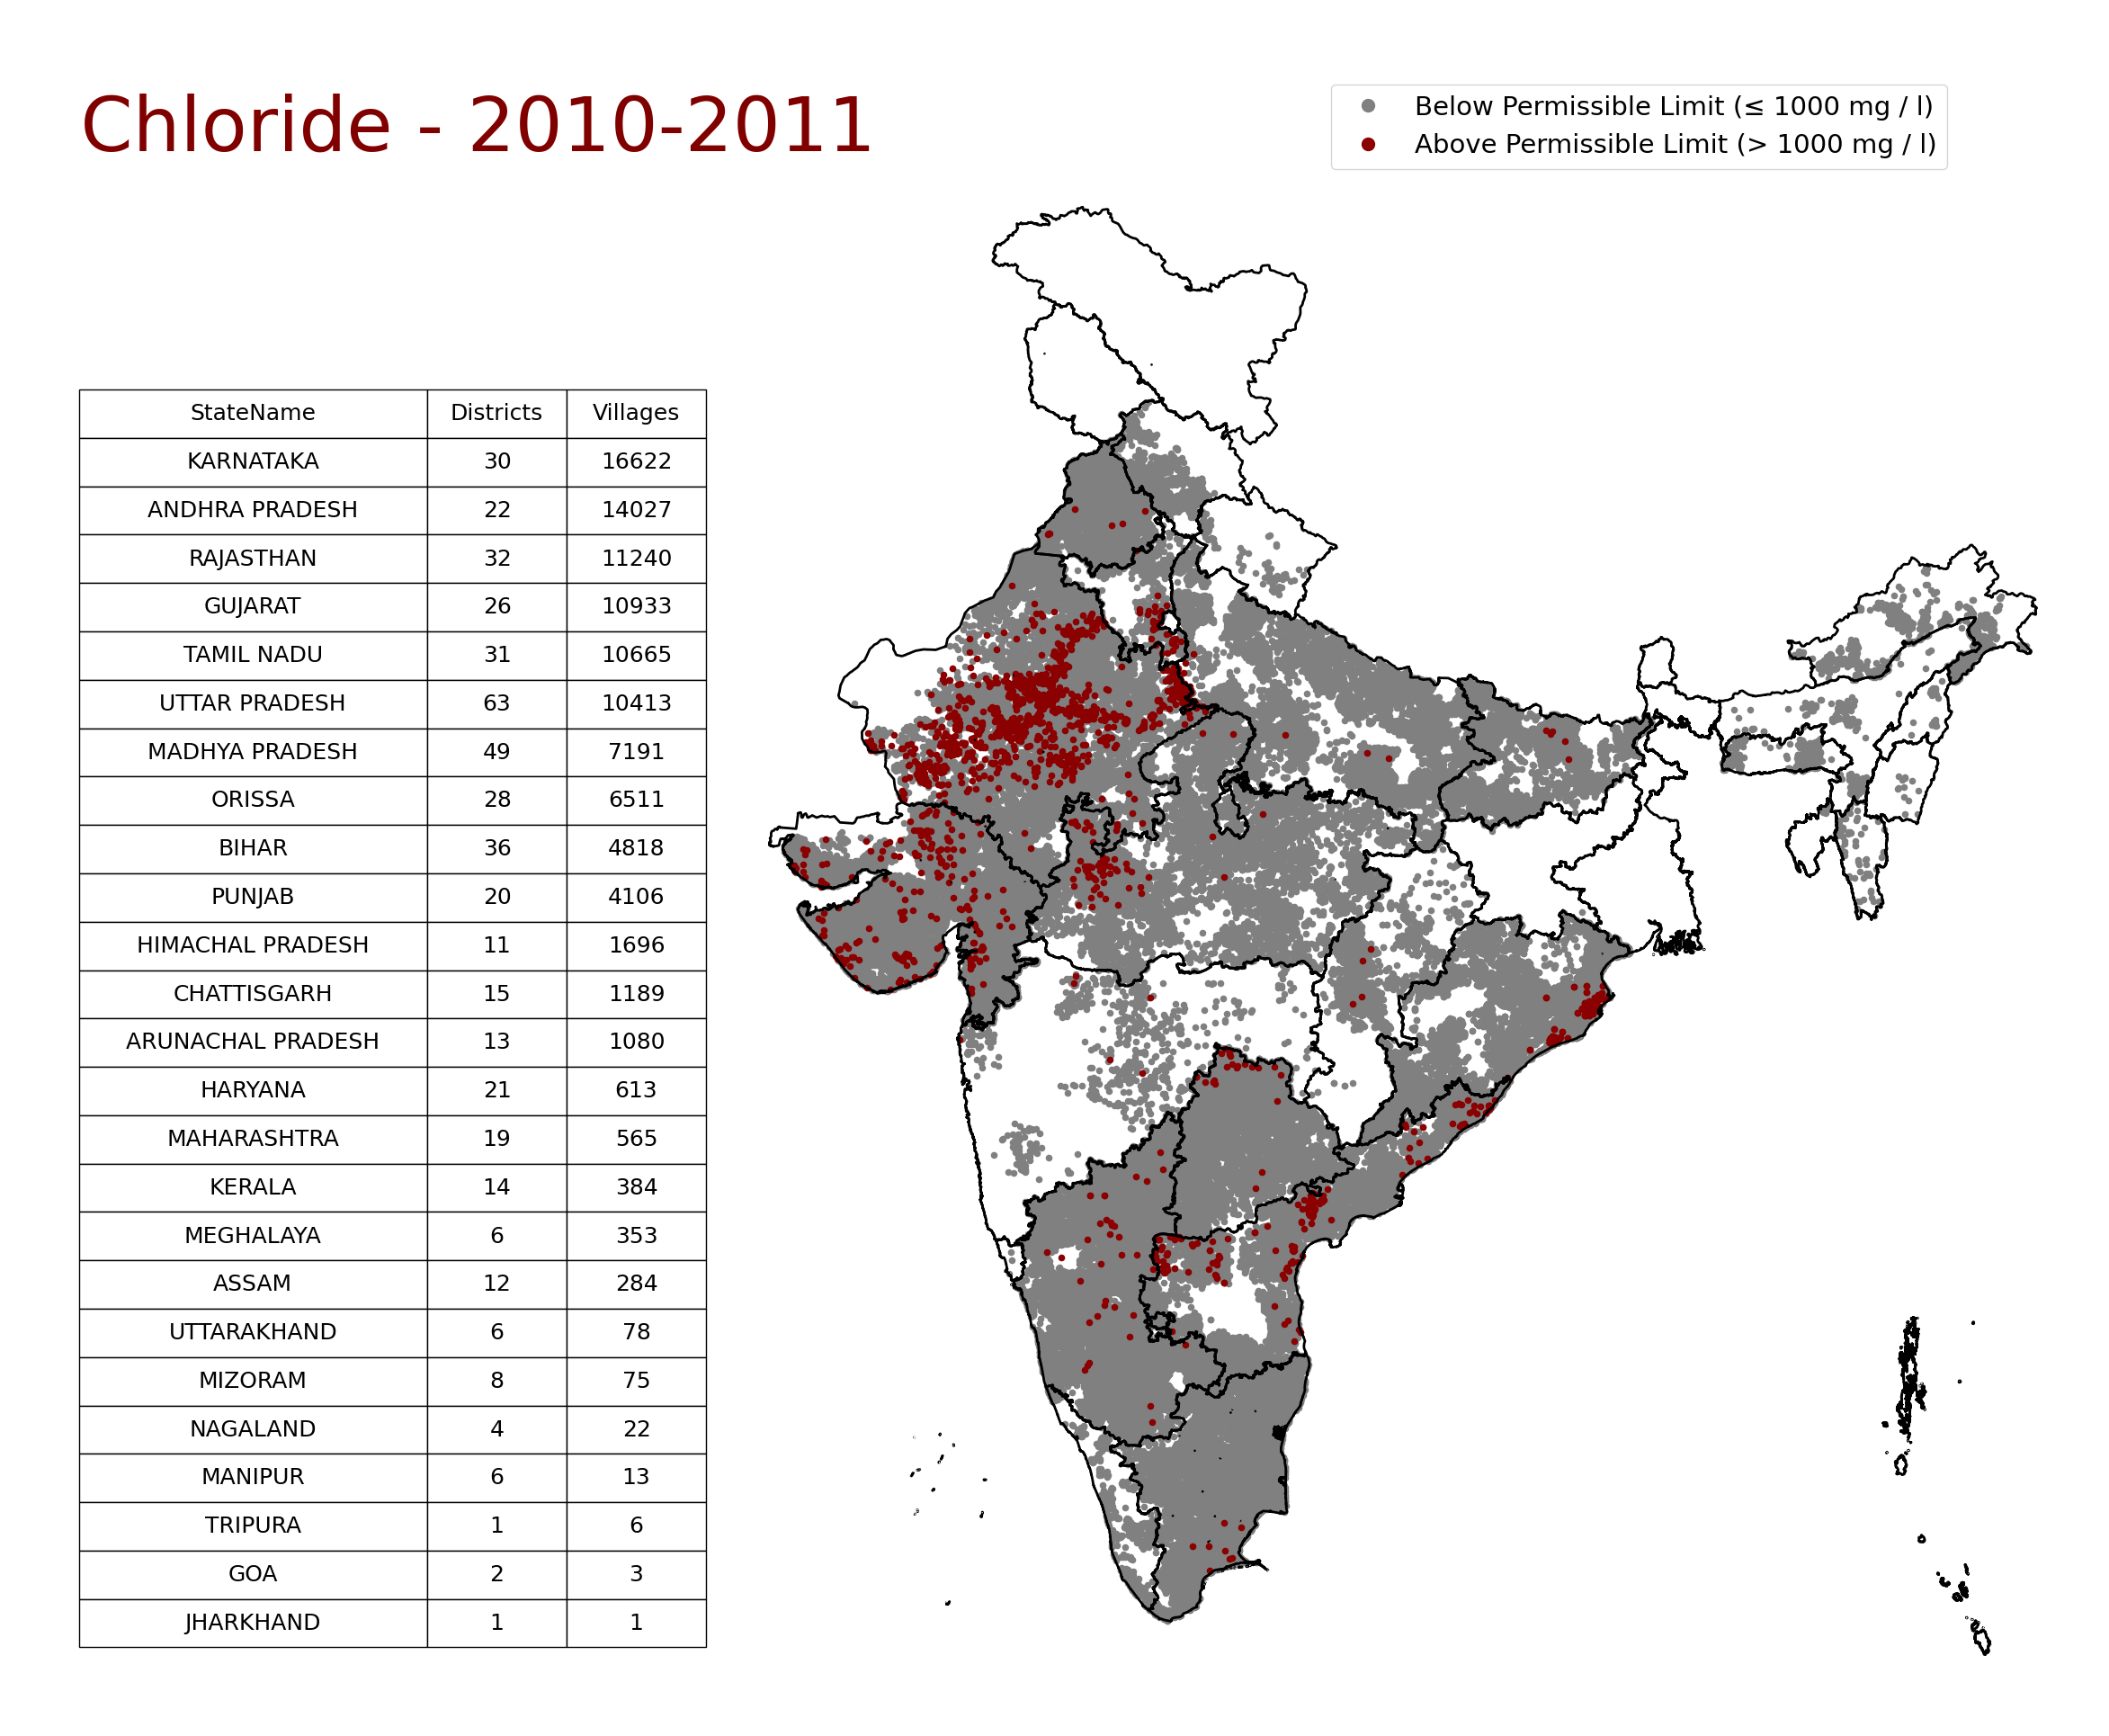 Chloride - 2010-2011
Below Permissible Limit (≤ 1000 mg / l)
Above Permissible Limit (> 1000 mg / l)
StateName Districts Villages
KARNATAKA 30 16622
ANDHRA PRADESH 22 14027
RAJASTHAN 32 11240
GUJARAT 26 10933
TAMIL NADU 31 10665
UTTAR PRADESH 63 10413
MADHYA PRADESH 49 7191
ORISSA 28 6511
BIHAR 36 4818
PUNJAB 20 4106
HIMACHAL PRADESH 11 1696
CHATTISGARH 15 1189
ARUNACHAL PRADESH 13 1080
HARYANA 21 613
MAHARASHTRA 19 565
KERALA 14 384
MEGHALAYA 6 353
ASSAM 12 284
UTTARAKHAND 6 78
MIZORAM 8 75
NAGALAND 4 22
MANIPUR 6 13
TRIPURA 1 6
GOA 2 3
JHARKHAND 1 1